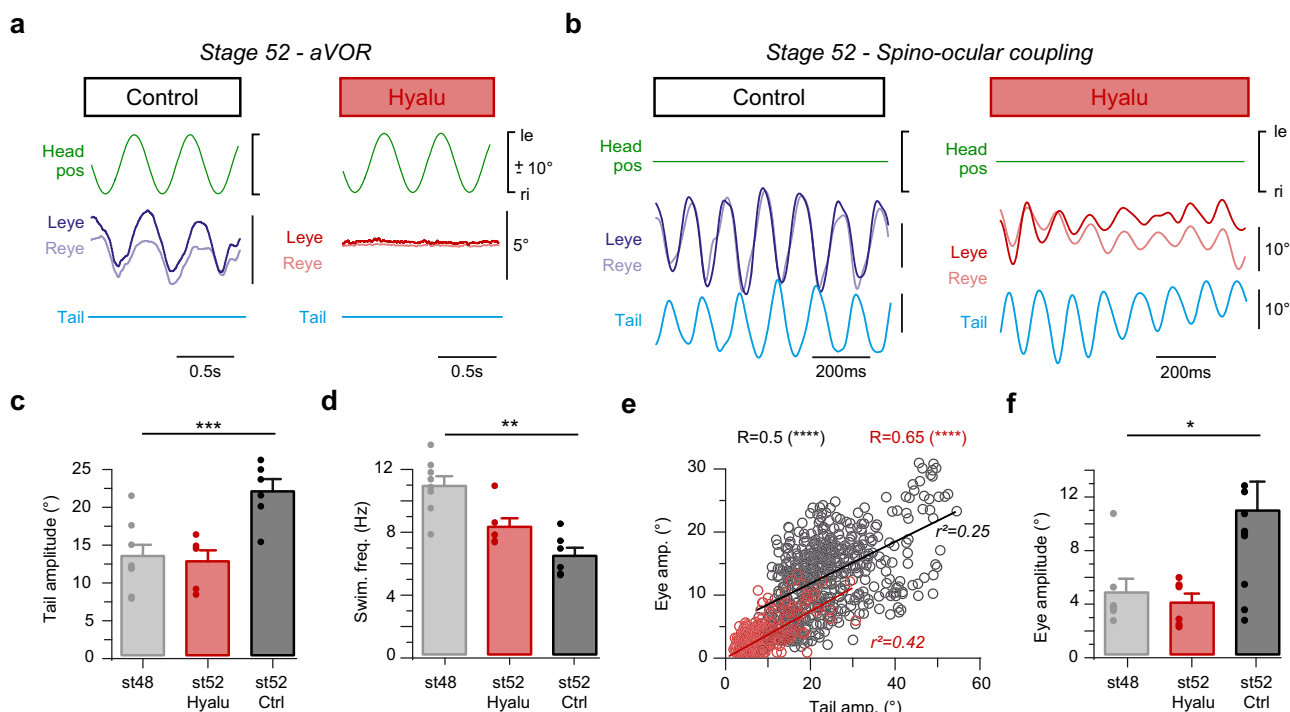 a
Stage 52 - aVOR
Control
Hyalu
Head pos
le
± 10°
ri
Leye
Reye
Leye
Reye
5°
Tail
Tail
0.5s
0.5s
b
Stage 52 - Spino-ocular coupling
Control
Hyalu
Head pos
le
ri
Leye
Reye
Leye
Reye
10°
Tail
Tail
10°
200ms
200ms
c
***
Tail amplitude (°)
25
20
15
10
5
0
st48
st52 Hyalu
st52 Ctrl
d
**
Swim. freq. (Hz)
12
8
4
0
st48
st52 Hyalu
st52 Ctrl
e
R=0.5 (****)
R=0.65 (****)
Eye amp. (°)
30
20
10
0
r²=0.25
r²=0.42
0
20
40
60
Tail amp. (°)
f
*
Eye amplitude (°)
12
8
4
0
st48
st52 Hyalu
st52 Ctrl